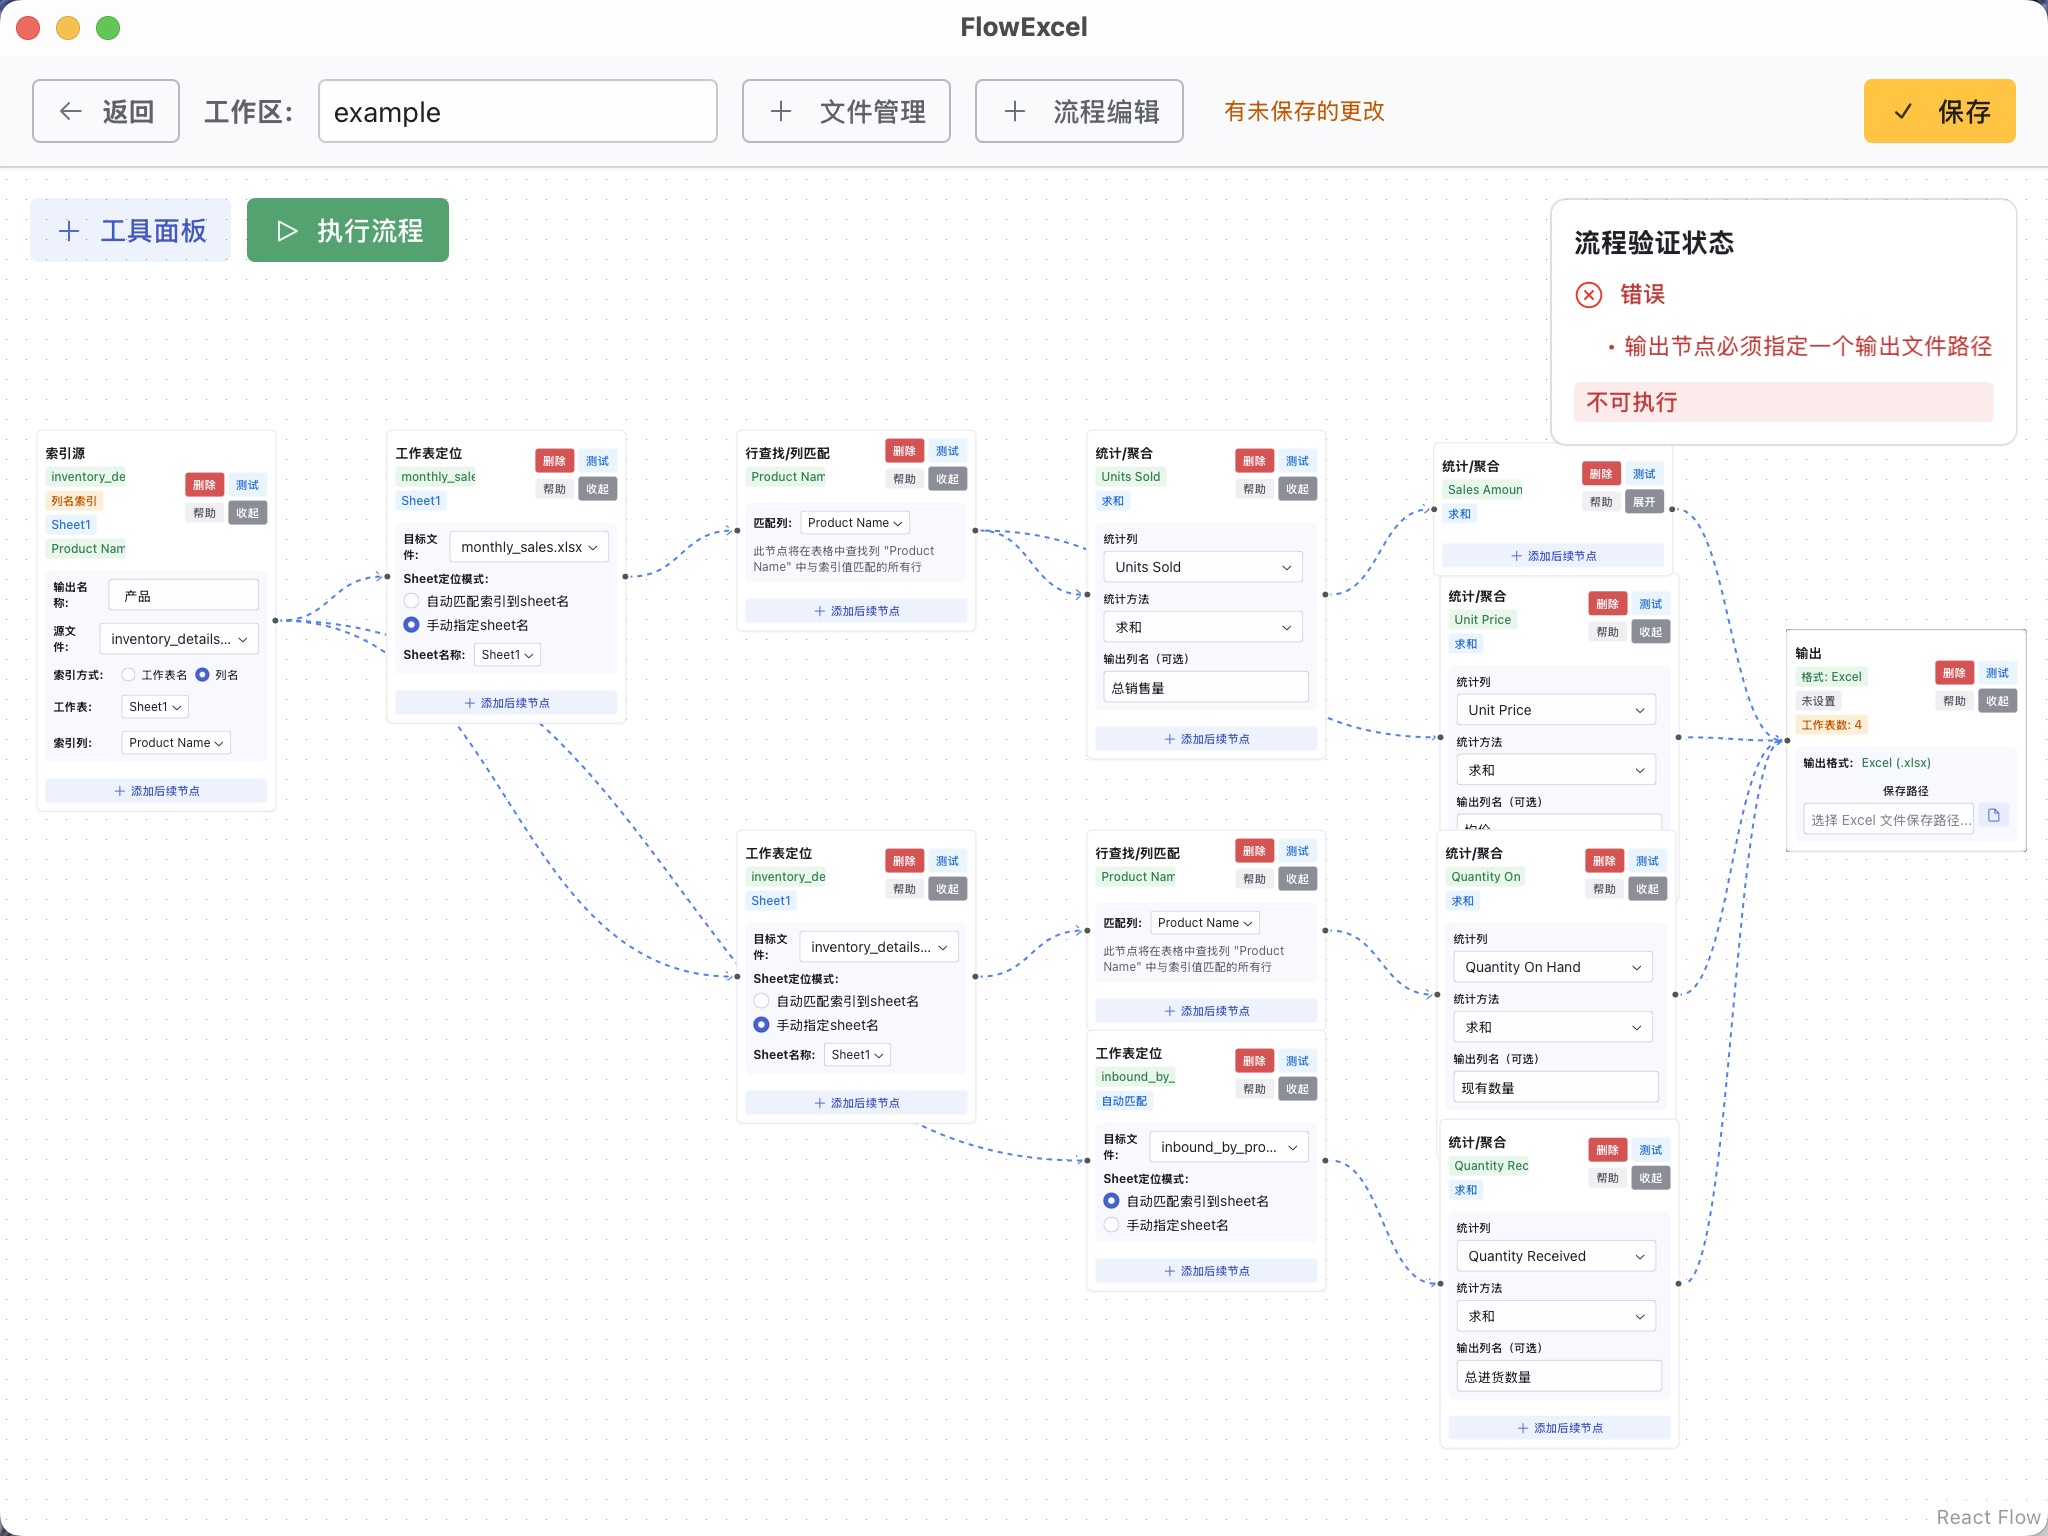 FlowExcel
返回
工作区:
example
文件管理
流程编辑
有未保存的更改
保存
工具面板
执行流程
流程验证状态
错误
• 输出节点必须指定一个输出文件路径
不可执行
索引源
inventory_de
列名索引
Sheet1
Product Nam
删除
测试
帮助
收起
输出名称:
产品
源文件:
inventory_details...
索引方式:
工作表名
列名
工作表:
Sheet1
索引列:
Product Name
添加后续节点
工作表定位
monthly_sale
Sheet1
删除
测试
帮助
收起
目标文件:
monthly_sales.xlsx
Sheet定位模式:
自动匹配索引到sheet名
手动指定sheet名
Sheet名称:
Sheet1
添加后续节点
行查找/列匹配
Product Nam
删除
测试
帮助
收起
匹配列:
Product Name
此节点将在表格中查找列 "Product
Name" 中与索引值匹配的所有行
添加后续节点
统计/聚合
Units Sold
求和
删除
测试
帮助
收起
统计列
Units Sold
统计方法
求和
输出列名（可选）
总销售量
添加后续节点
统计/聚合
Sales Amoun
求和
删除
测试
帮助
展开
添加后续节点
统计/聚合
Unit Price
求和
删除
测试
帮助
收起
统计列
Unit Price
统计方法
求和
输出列名（可选）
输出
格式: Excel
未设置
工作表数: 4
删除
测试
帮助
收起
输出格式:
Excel (.xlsx)
保存路径
选择 Excel 文件保存路径...
工作表定位
inventory_de
Sheet1
删除
测试
帮助
收起
目标文件:
inventory_details...
Sheet定位模式:
自动匹配索引到sheet名
手动指定sheet名
Sheet名称:
Sheet1
添加后续节点
行查找/列匹配
Product Nam
删除
测试
帮助
收起
匹配列:
Product Name
此节点将在表格中查找列 "Product
Name" 中与索引值匹配的所有行
添加后续节点
统计/聚合
Quantity On
求和
删除
测试
帮助
收起
统计列
Quantity On Hand
统计方法
求和
输出列名（可选）
现有数量
工作表定位
inbound_by_
自动匹配
删除
测试
帮助
收起
目标文件:
inbound_by_pro...
Sheet定位模式:
自动匹配索引到sheet名
手动指定sheet名
添加后续节点
统计/聚合
Quantity Rec
求和
删除
测试
帮助
收起
统计列
Quantity Received
统计方法
求和
输出列名（可选）
总进货数量
添加后续节点
React Flow